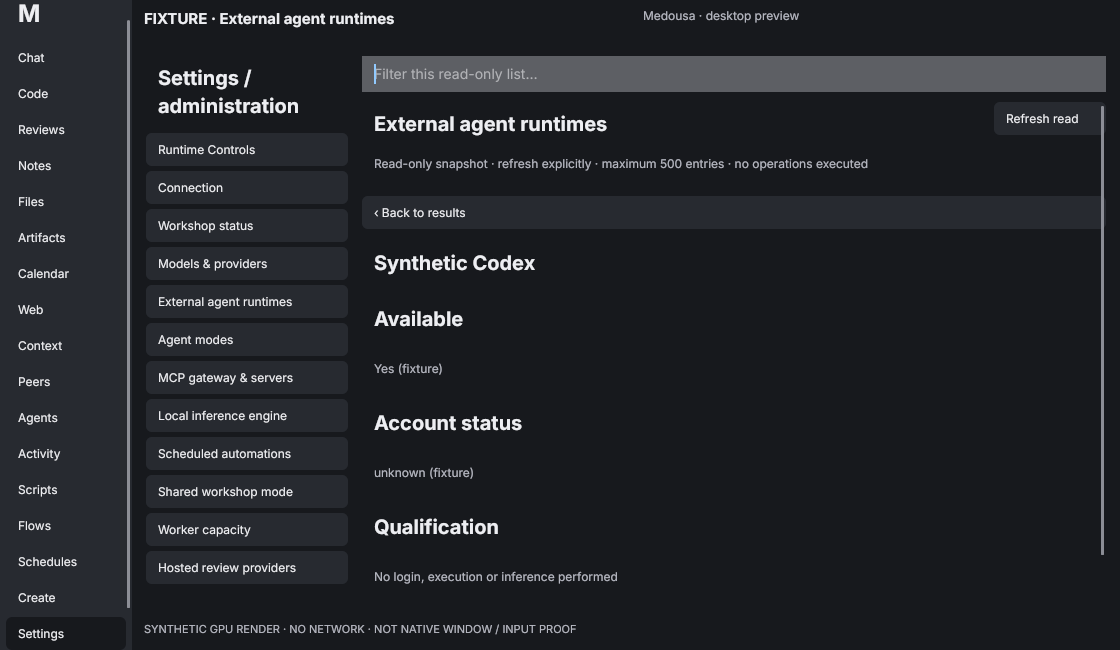 M
FIXTURE · External agent runtimes
Medousa · desktop preview
Chat
Code
Reviews
Notes
Files
Artifacts
Calendar
Web
Context
Peers
Agents
Activity
Scripts
Flows
Schedules
Create
Settings
Settings /
administration
Runtime Controls
Connection
Workshop status
Models & providers
External agent runtimes
Agent modes
MCP gateway & servers
Local inference engine
Scheduled automations
Shared workshop mode
Worker capacity
Hosted review providers
Filter this read-only list...
External agent runtimes
Refresh read
Read-only snapshot · refresh explicitly · maximum 500 entries · no operations executed
‹ Back to results
Synthetic Codex
Available
Yes (fixture)
Account status
unknown (fixture)
Qualification
No login, execution or inference performed
SYNTHETIC GPU RENDER · NO NETWORK · NOT NATIVE WINDOW / INPUT PROOF